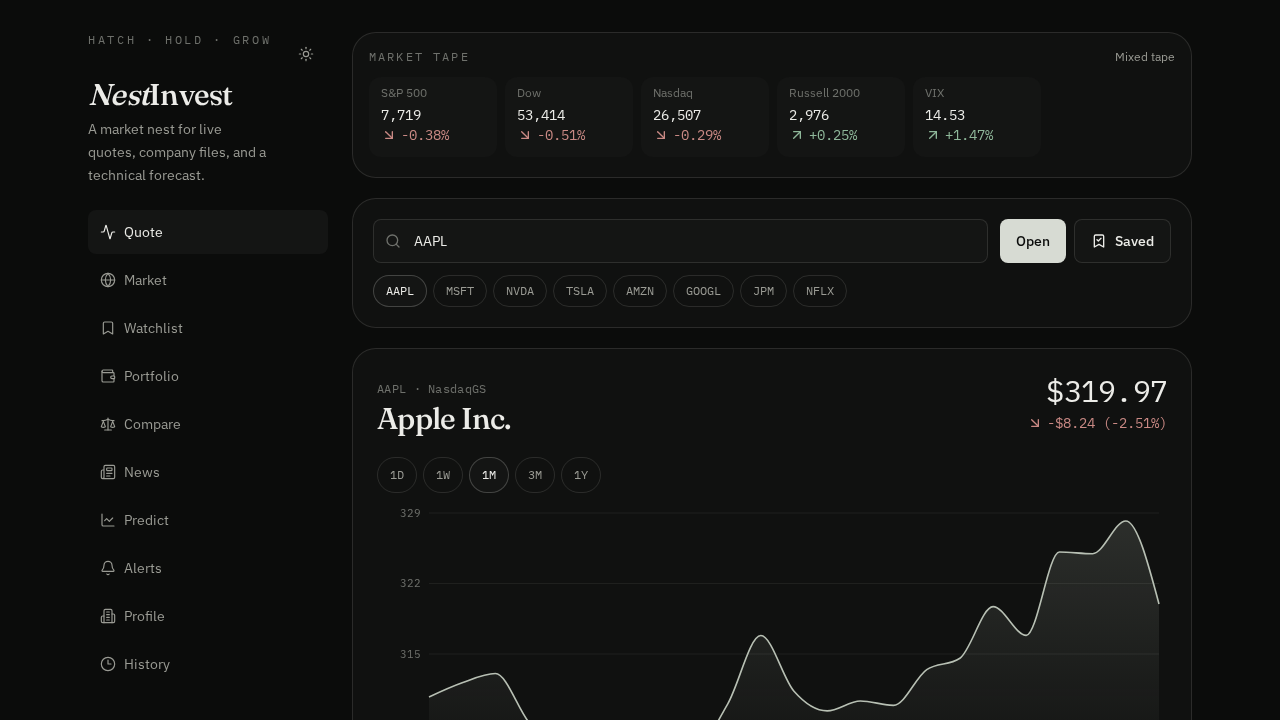 HATCH · HOLD · GROW
NestInvest
A market nest for live
quotes, company files, and a
technical forecast.
Quote
Market
Watchlist
Portfolio
Compare
News
Predict
Alerts
Profile
History
MARKET TAPE
Mixed tape
S&P 500
7,719
-0.38%
Dow
53,414
-0.51%
Nasdaq
26,507
-0.29%
Russell 2000
2,976
+0.25%
VIX
14.53
+1.47%
AAPL
Open
Saved
AAPL MSFT NVDA TSLA AMZN GOOGL JPM NFLX
AAPL · NasdaqGS
Apple Inc.
$319.97
-$8.24 (-2.51%)
1D 1W 1M 3M 1Y
329
322
315